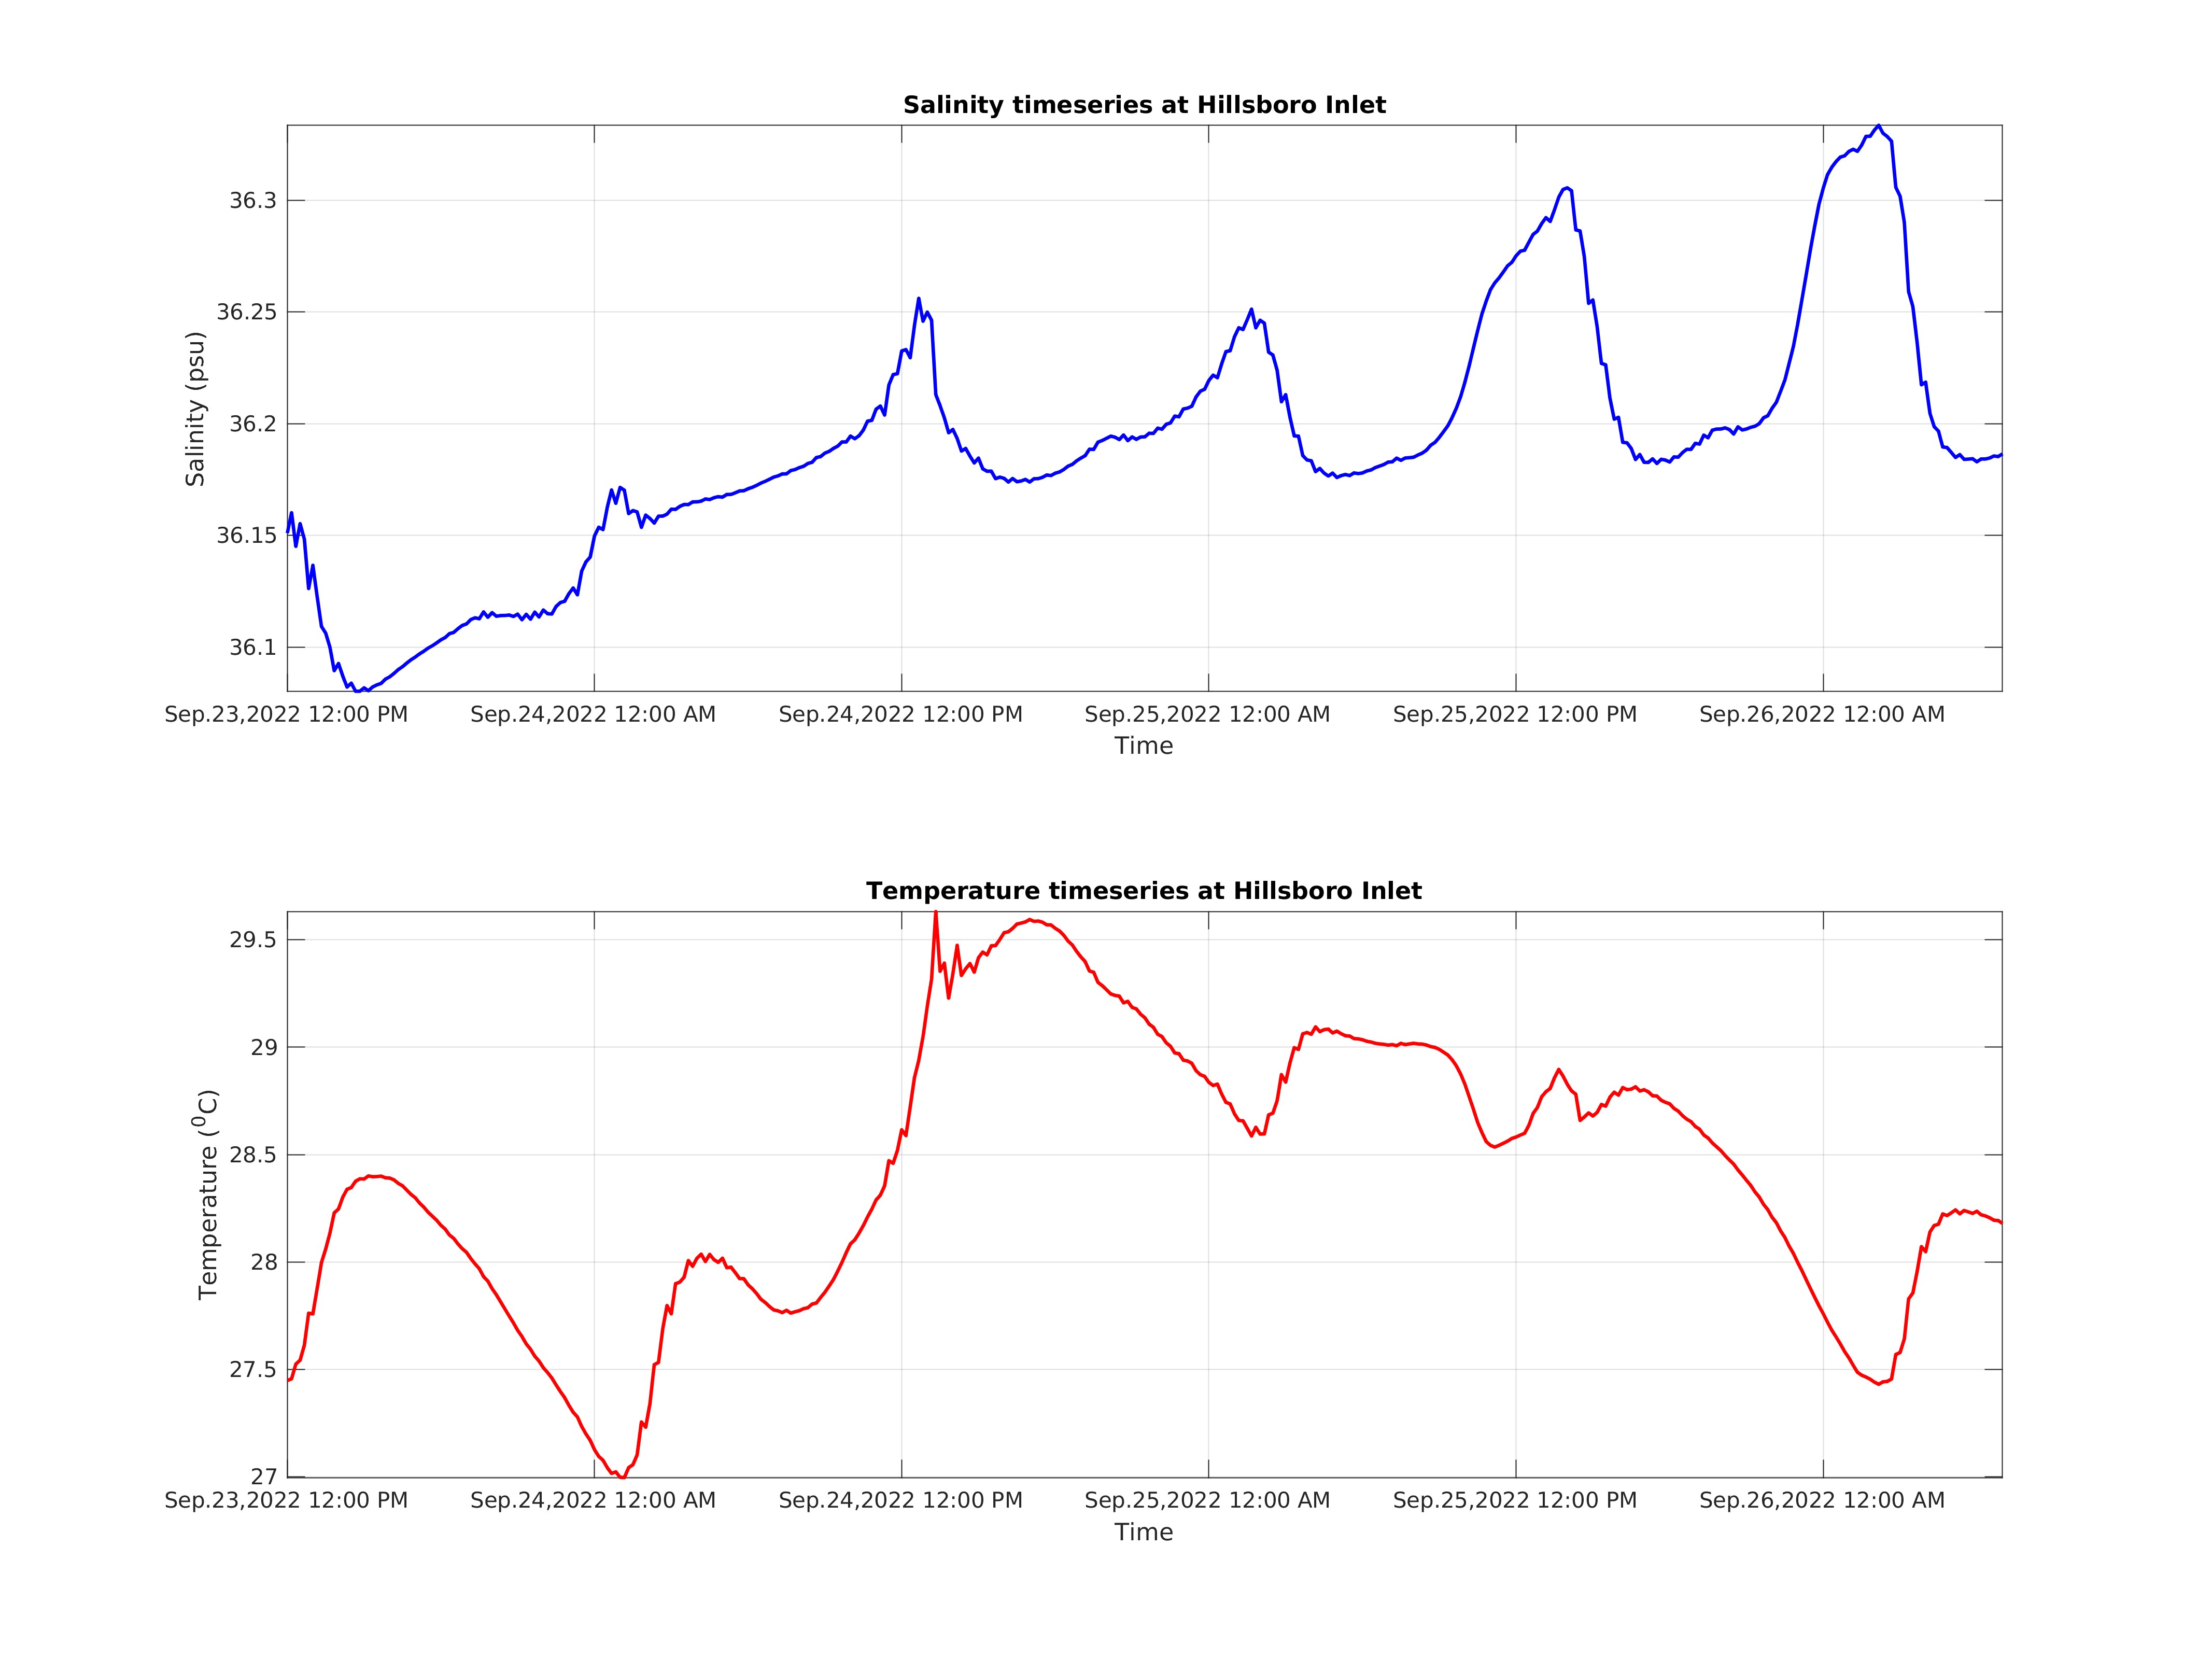 Salinity timeseries at Hillsboro Inlet
36.3
36.25
36.2
36.15
36.1
Salinity (psu)
Sep.23,2022 12:00 PM Sep.24,2022 12:00 AM Sep.24,2022 12:00 PM Sep.25,2022 12:00 AM Sep.25,2022 12:00 PM Sep.26,2022 12:00 AM
Time
Temperature timeseries at Hillsboro Inlet
29.5
29
28.5
28
27.5
27
Temperature (⁰C)
Sep.23,2022 12:00 PM Sep.24,2022 12:00 AM Sep.24,2022 12:00 PM Sep.25,2022 12:00 AM Sep.25,2022 12:00 PM Sep.26,2022 12:00 AM
Time